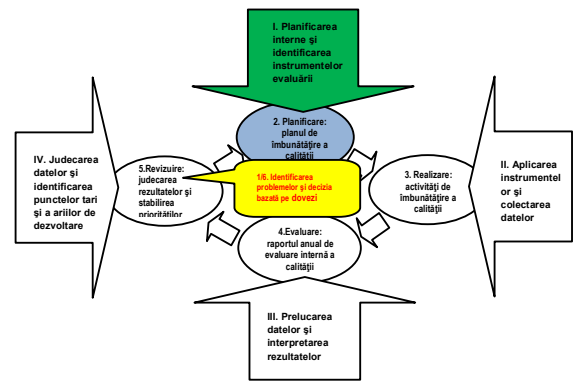 I. Planificarea
interne şi
identificarea
instrumentelor
evaluării
2. Planificare:
planul de
îmbunătăţire a
calităţii
IV. Judecarea
datelor şi
identificarea
punctelor tari
şi a ariilor de
dezvoltare
5.Revizuire:
judecarea
rezultatelor şi
stabilirea
priorităţilor
1/6. Identificarea
problemelor şi decizia
bazată pe dovezi
3. Realizare:
activităţi de
îmbunătăţire a
calităţii
II. Aplicarea
instrumentel
or şi
colectarea
datelor
4.Evaluare:
raportul anual de
evaluare internă a
calităţii
III. Prelucarea
datelor şi
interpretarea
rezultatelor